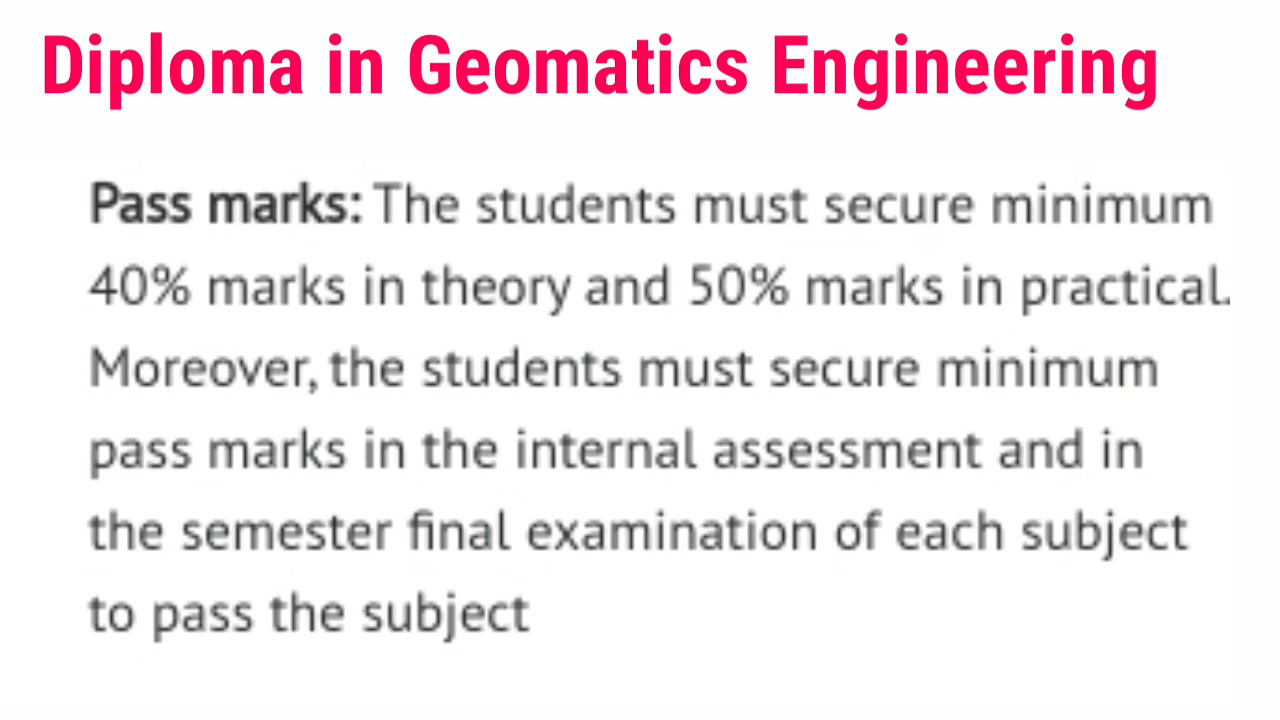 Diploma in Geomatics Engineering
Pass marks: The students must secure minimum
40% marks in theory and 50% marks in practical.
Moreover, the students must secure minimum
pass marks in the internal assessment and in
the semester final examination of each subject
to pass the subject